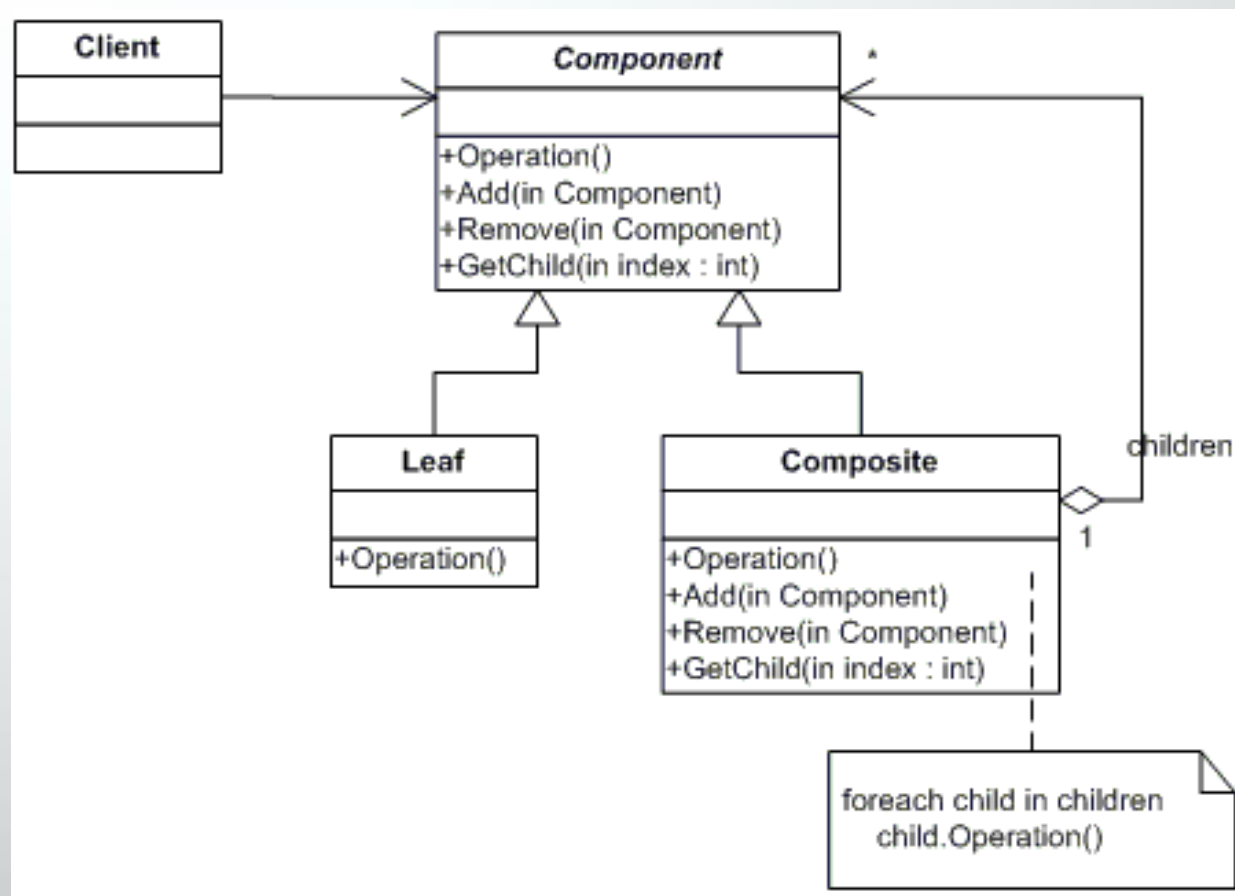 Client
Component
*
+Operation()
+Add(in Component)
+Remove(in Component)
+GetChild(in index : int)
children
Leaf
+Operation()
Composite
1
+Operation()
+Add(in Component)
+Remove(in Component)
+GetChild(in index : int)
foreach child in children
child.Operation()